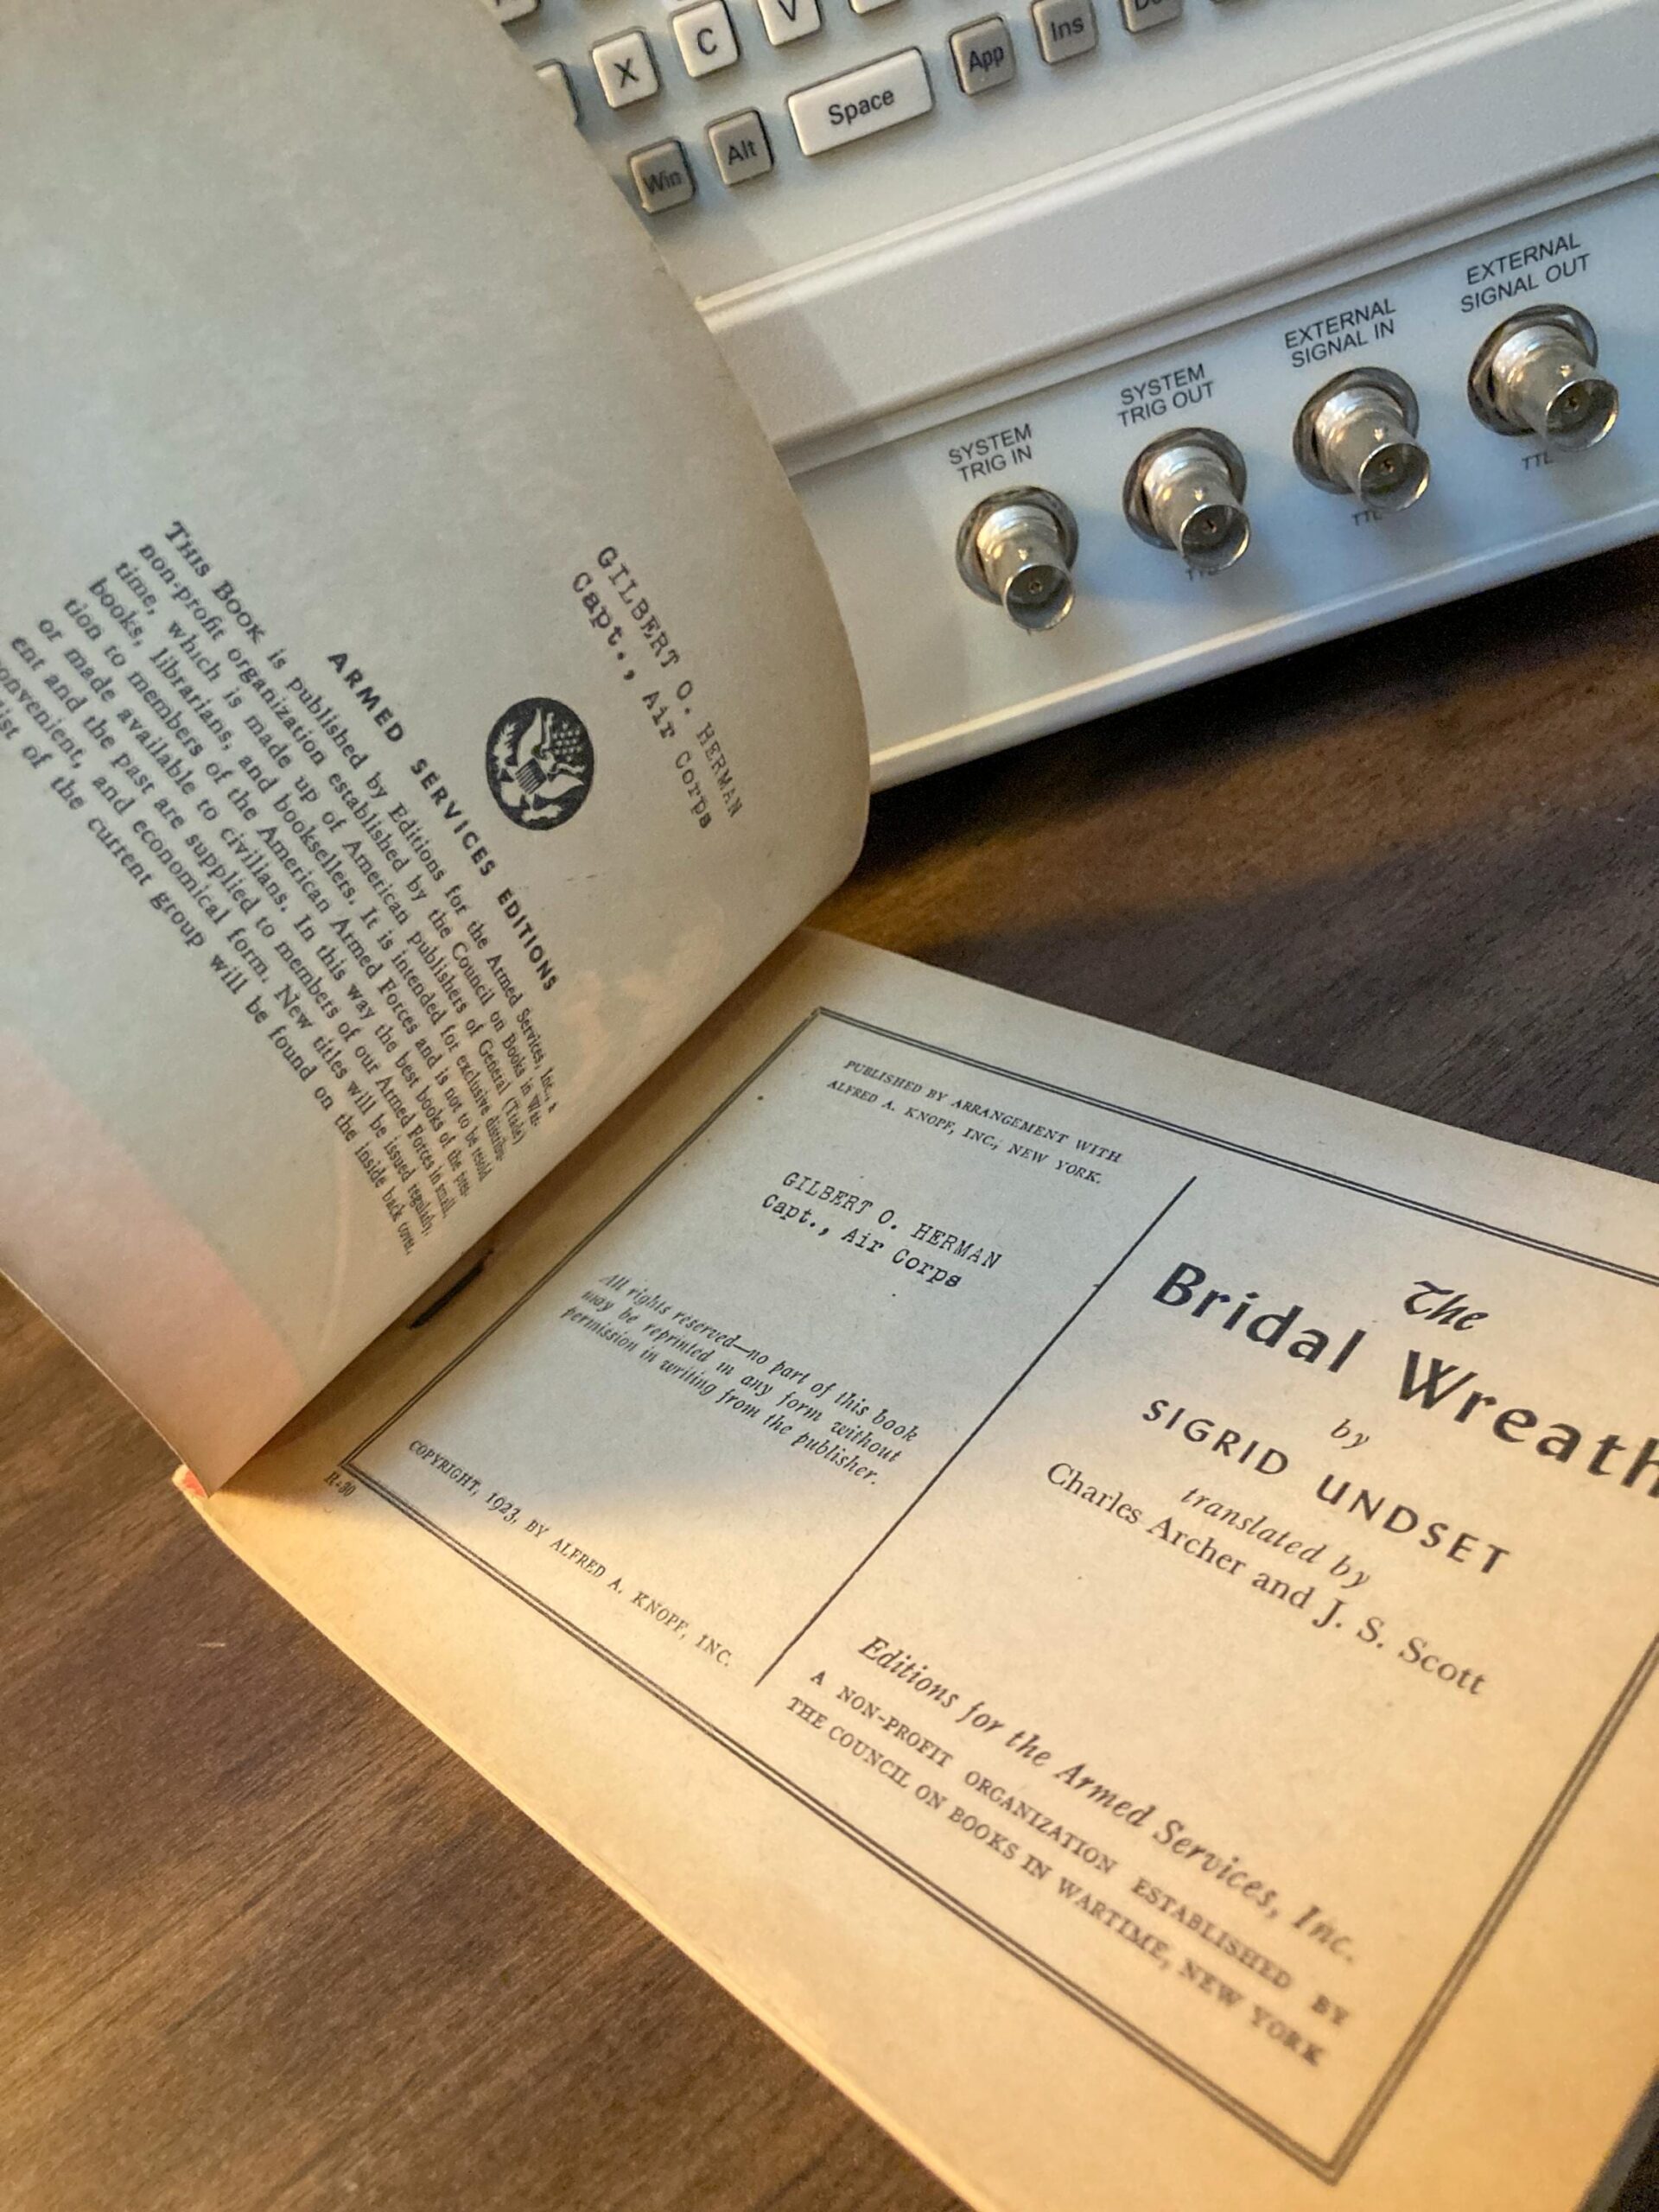 X
C
V
Win
Alt
Space
App
Ins
SYSTEM
TRIG IN
SYSTEM
TRIG OUT
EXTERNAL
SIGNAL IN
EXTERNAL
SIGNAL OUT
TTL
TTL
GILBERT O. HERMAN
Capt., Air Corps
ARMED SERVICES EDITIONS
THIS BOOK is published by Editions for the Armed Services, Inc., a
non-profit organization established by the Council on Books in War-
time, which is made up of American publishers of General (Trade)
books, librarians, and booksellers. It is intended for exclusive distribu-
tion to members of the American Armed Forces and is not to be resold
or made available to civilians. In this way the best books of the pres-
ent and the past are supplied to members of our Armed Forces in small,
convenient, and economical form. New titles will be issued regularly.
list of the current group will be found on the inside back cover.
PUBLISHED BY ARRANGEMENT WITH
ALFRED A. KNOPF, INC., NEW YORK.
GILBERT O. HERMAN
Capt., Air Corps
All rights reserved—no part of this book
may be reprinted in any form without
permission in writing from the publisher.
COPYRIGHT, 1923, BY ALFRED A. KNOPF, INC.
R-30
The
Bridal Wreath
by
SIGRID UNDSET
translated by
Charles Archer and J. S. Scott
Editions for the Armed Services, Inc.
A NON-PROFIT ORGANIZATION ESTABLISHED BY
THE COUNCIL ON BOOKS IN WARTIME, NEW YORK